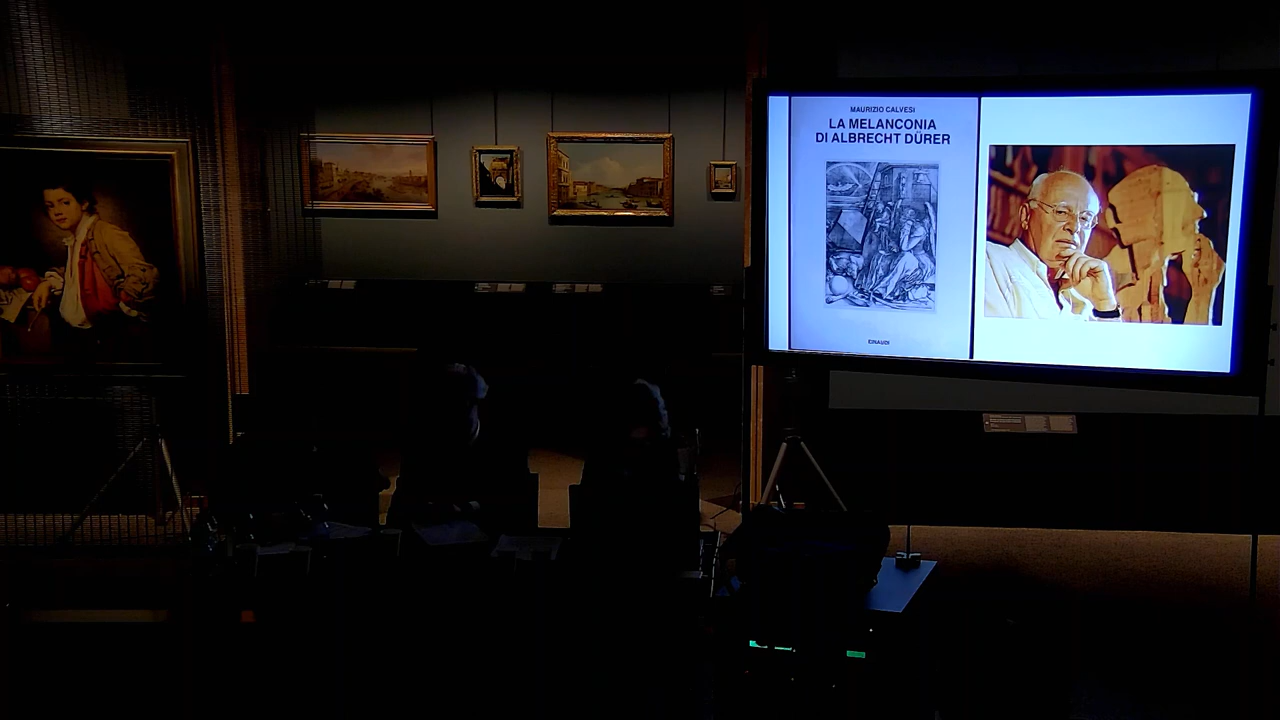 MAURIZIO CALVESI
LA MELANCONIA
DI ALBRECHT DÜRER
EINAUDI